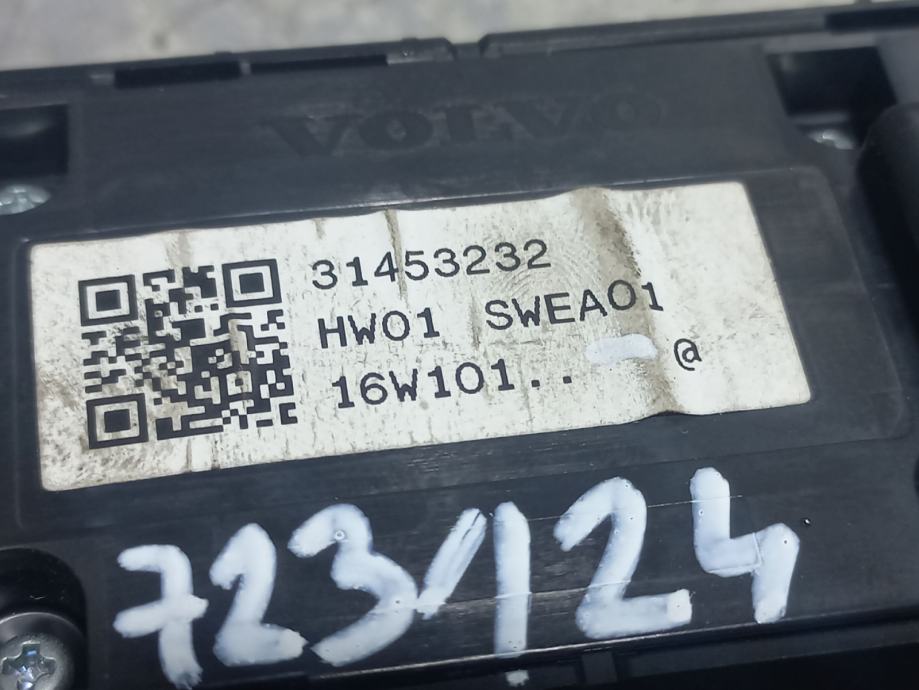 VOLVO
31453232
HW01 SWEA01
16W101.. @
723/124